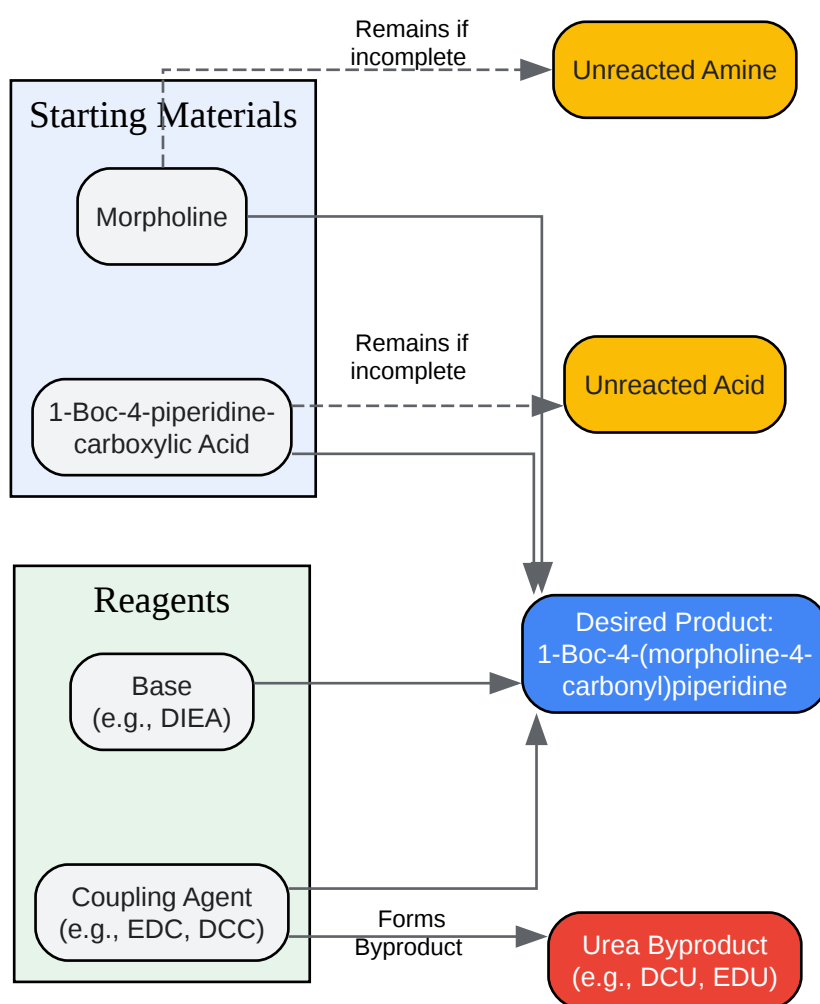 Remains if
incomplete
Unreacted Amine
Starting Materials
Morpholine
Remains if
incomplete
Unreacted Acid
1-Boc-4-piperidine-
carboxylic Acid
Reagents
Desired Product:
1-Boc-4-(morpholine-4-
carbonyl)piperidine
Base
(e.g., DIEA)
Coupling Agent
(e.g., EDC, DCC)
Forms
Byproduct
Urea Byproduct
(e.g., DCU, EDU)